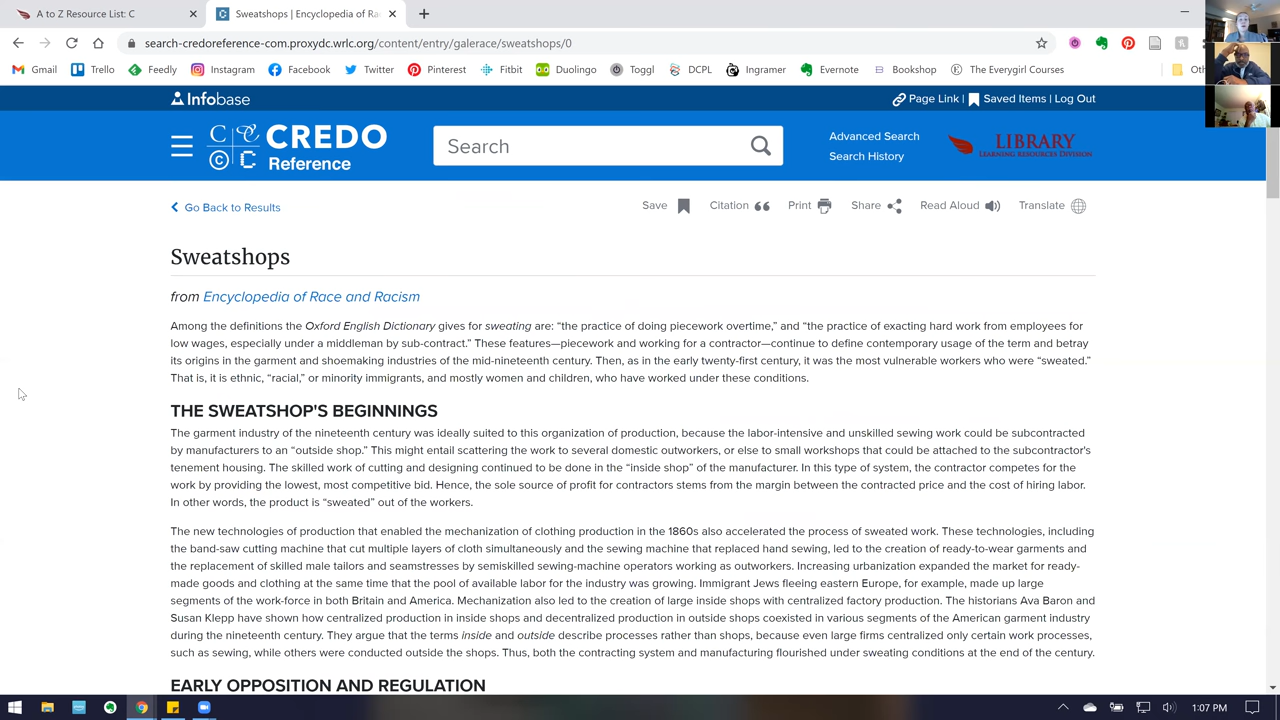 A to Z Resource List: C
Sweatshops | Encyclopedia of Ra
search-credoreference-com.proxydc.wrlc.org/content/entry/galerace/sweatshops/0
Gmail Trello Feedly Instagram Facebook Twitter Pinterest Fitbit Duolingo Toggl DCPL Ingramer Evernote Bookshop The Everygirl Courses
Infobase
Page Link | Saved Items | Log Out
CREDO
Reference
Search
Advanced Search
Search History
LIBRARY
LEARNING RESOURCES DIVISION
Go Back to Results
Save Citation Print Share Read Aloud Translate
Sweatshops
from Encyclopedia of Race and Racism
Among the definitions the Oxford English Dictionary gives for sweating are: “the practice of doing piecework overtime,” and “the practice of exacting hard work from employees for
low wages, especially under a middleman by sub-contract.” These features—piecework and working for a contractor—continue to define contemporary usage of the term and betray
its origins in the garment and shoemaking industries of the mid-nineteenth century. Then, as in the early twenty-first century, it was the most vulnerable workers who were “sweated.”
That is, it is ethnic, “racial,” or minority immigrants, and mostly women and children, who have worked under these conditions.
THE SWEATSHOP'S BEGINNINGS
The garment industry of the nineteenth century was ideally suited to this organization of production, because the labor-intensive and unskilled sewing work could be subcontracted
by manufacturers to an “outside shop.” This might entail scattering the work to several domestic outworkers, or else to small workshops that could be attached to the subcontractor's
tenement housing. The skilled work of cutting and designing continued to be done in the “inside shop” of the manufacturer. In this type of system, the contractor competes for the
work by providing the lowest, most competitive bid. Hence, the sole source of profit for contractors stems from the margin between the contracted price and the cost of hiring labor.
In other words, the product is “sweated” out of the workers.
The new technologies of production that enabled the mechanization of clothing production in the 1860s also accelerated the process of sweated work. These technologies, including
the band-saw cutting machine that cut multiple layers of cloth simultaneously and the sewing machine that replaced hand sewing, led to the creation of ready-to-wear garments and
the replacement of skilled male tailors and seamstresses by semiskilled sewing-machine operators working as outworkers. Increasing urbanization expanded the market for ready-
made goods and clothing at the same time that the pool of available labor for the industry was growing. Immigrant Jews fleeing eastern Europe, for example, made up large
segments of the work-force in both Britain and America. Mechanization also led to the creation of large inside shops with centralized factory production. The historians Ava Baron and
Susan Klepp have shown how centralized production in inside shops and decentralized production in outside shops coexisted in various segments of the American garment industry
during the nineteenth century. They argue that the terms inside and outside describe processes rather than shops, because even large firms centralized only certain work processes,
such as sewing, while others were conducted outside the shops. Thus, both the contracting system and manufacturing flourished under sweating conditions at the end of the century.
EARLY OPPOSITION AND REGULATION
1:07 PM